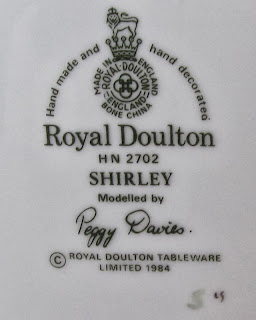 Hand made and hand decorated
MADE IN ENGLAND
ROYAL-DOULTON
ENGLAND
BONE CHINA
Royal Doulton
HN 2702
SHIRLEY
Modelled by
Peggy Davies.
© ROYAL DOULTON TABLEWARE
LIMITED 1984